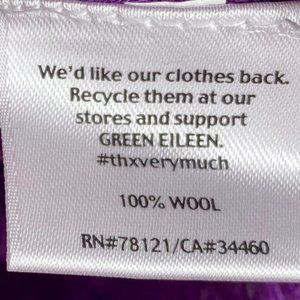 We'd like our clothes back.
Recycle them at our
stores and support
GREEN EILEEN.
#thxverymuch
100% WOOL
RN#78121/CA#34460